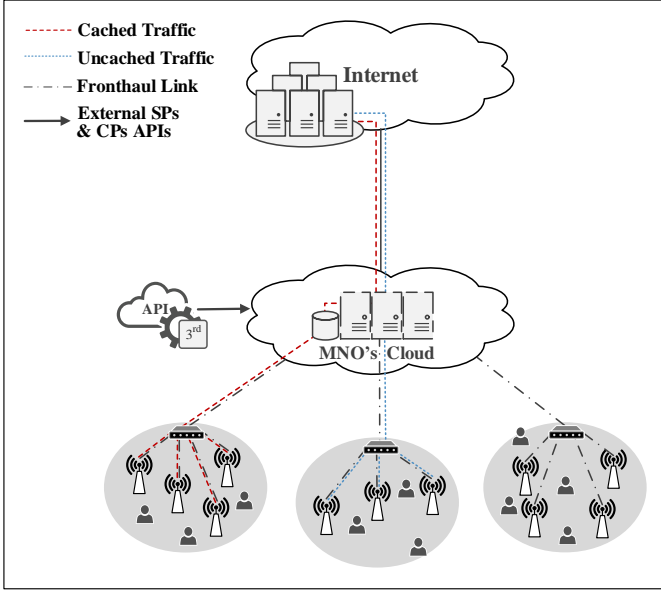 Cached Traffic
Uncached Traffic
Fronthaul Link
External SPs
& CPs APIs
Internet
API
3rd
MNO's Cloud